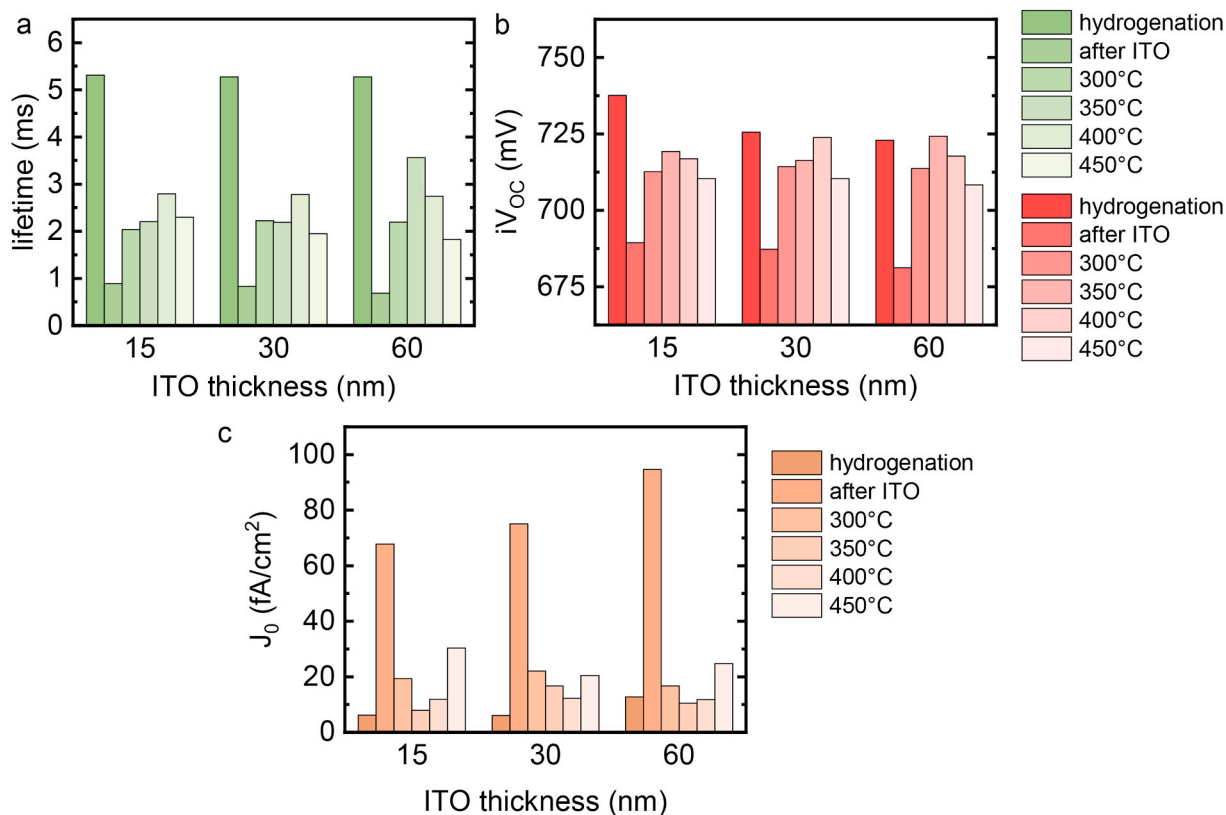 a
lifetime (ms)
6
5
4
3
2
1
0
15 30 60
ITO thickness (nm)
b
iV_OC (mV)
750
725
700
675
15 30 60
ITO thickness (nm)
hydrogenation
after ITO
300°C
350°C
400°C
450°C
hydrogenation
after ITO
300°C
350°C
400°C
450°C
c
J_0 (fA/cm^2)
100
80
60
40
20
0
15 30 60
ITO thickness (nm)
hydrogenation
after ITO
300°C
350°C
400°C
450°C